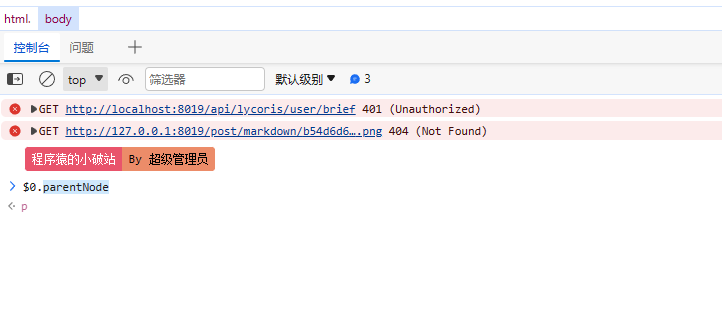 html. body
控制台 问题
top 筛选器 默认级别 3
GET http://localhost:8019/api/lycoris/user/brief 401 (Unauthorized)
GET http://127.0.0.1:8019/post/markdown/b54d6d6….png 404 (Not Found)
程序猿的小破站 By 超级管理员
$0.parentNode
p